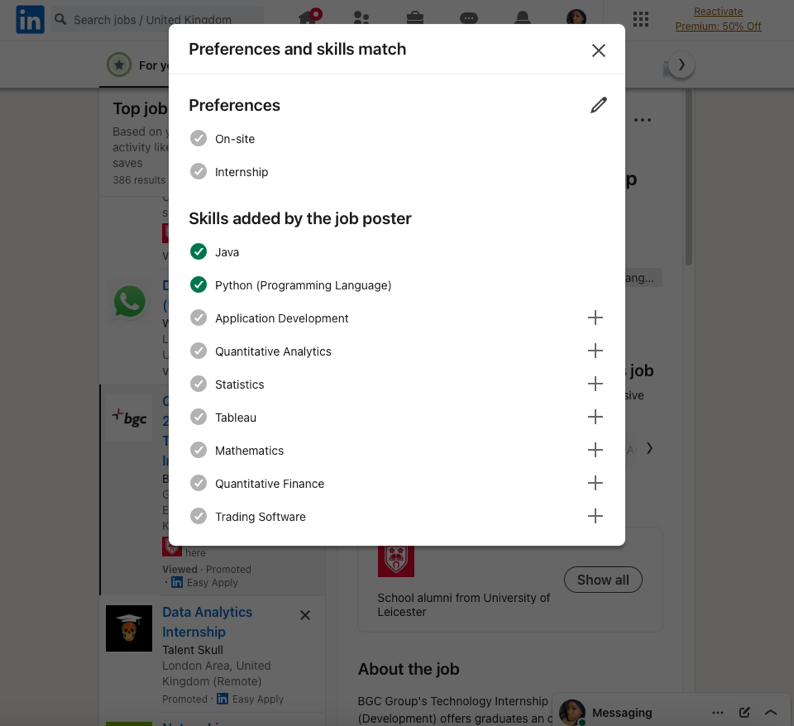 in
Search jobs / United Kingdom
Reactivate
Premium: 50% Off
For
Preferences and skills match
Preferences
On-site
Internship
Skills added by the job poster
Java
Python (Programming Language)
Application Development
Quantitative Analytics
Statistics
Tableau
Mathematics
Quantitative Finance
Trading Software
Top job
Based on
activity
saves
386 results
bgc
here
Viewed · Promoted
· in Easy Apply
Data Analytics
Internship
Talent Skull
London Area, United
Kingdom (Remote)
Promoted · in Easy Apply
job
Show all
School alumni from University of
Leicester
About the job
BGC Group's Technology Internship
(Development) offers graduates an
Messaging